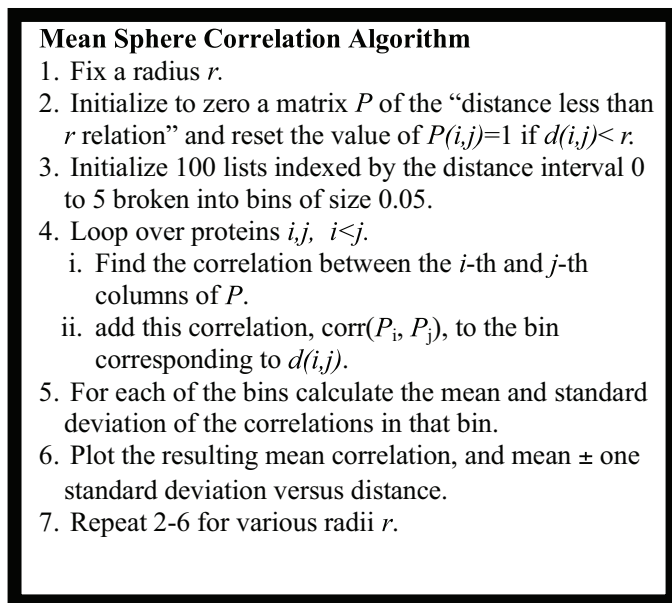 Mean Sphere Correlation Algorithm
1. Fix a radius r.
2. Initialize to zero a matrix P of the “distance less than
r relation” and reset the value of P(i,j)=1 if d(i,j)< r.
3. Initialize 100 lists indexed by the distance interval 0
to 5 broken into bins of size 0.05.
4. Loop over proteins i,j, i<j.
i. Find the correlation between the i-th and j-th
columns of P.
ii. add this correlation, corr(Pi, Pj), to the bin
corresponding to d(i,j).
5. For each of the bins calculate the mean and standard
deviation of the correlations in that bin.
6. Plot the resulting mean correlation, and mean ± one
standard deviation versus distance.
7. Repeat 2-6 for various radii r.